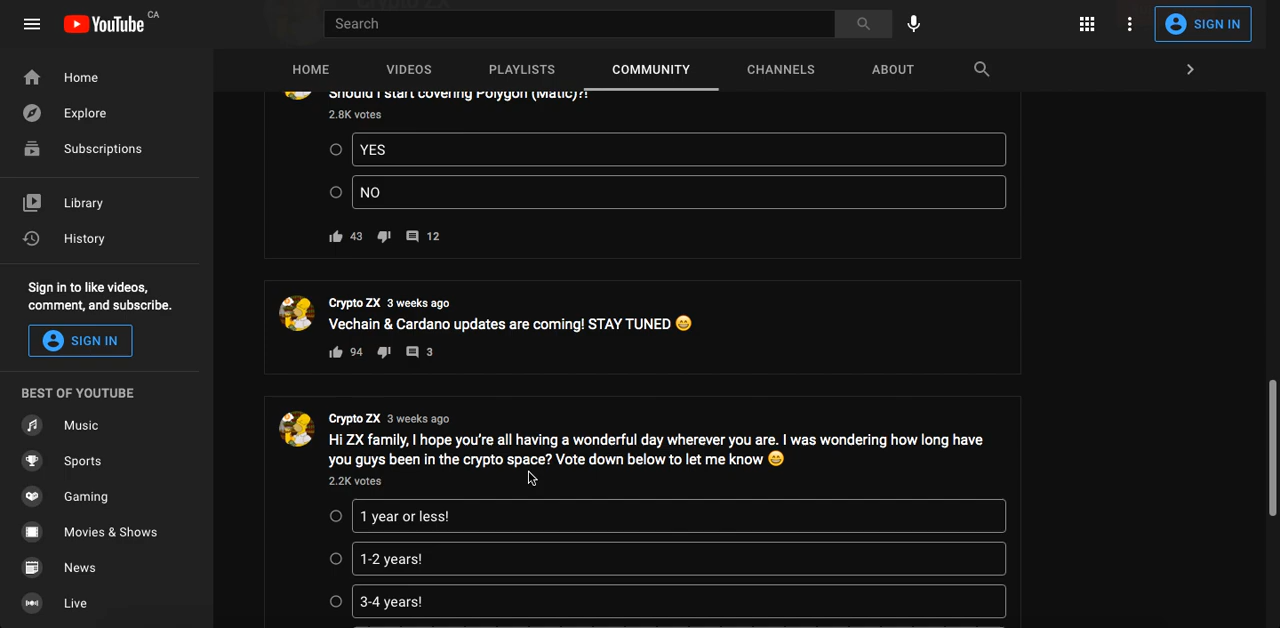 YouTube CA
Search
SIGN IN
HOME VIDEOS PLAYLISTS COMMUNITY CHANNELS ABOUT
Home
Explore
Subscriptions
Library
History
Sign in to like videos,
comment, and subscribe.
SIGN IN
BEST OF YOUTUBE
Music
Sports
Gaming
Movies & Shows
News
Live
Should I start covering Polygon (Matic)?!
2.8K votes
YES
NO
43 12
Crypto ZX 3 weeks ago
Vechain & Cardano updates are coming! STAY TUNED 😁
94 3
Crypto ZX 3 weeks ago
Hi ZX family, I hope you’re all having a wonderful day wherever you are. I was wondering how long have
you guys been in the crypto space? Vote down below to let me know 😁
2.2K votes
1 year or less!
1-2 years!
3-4 years!